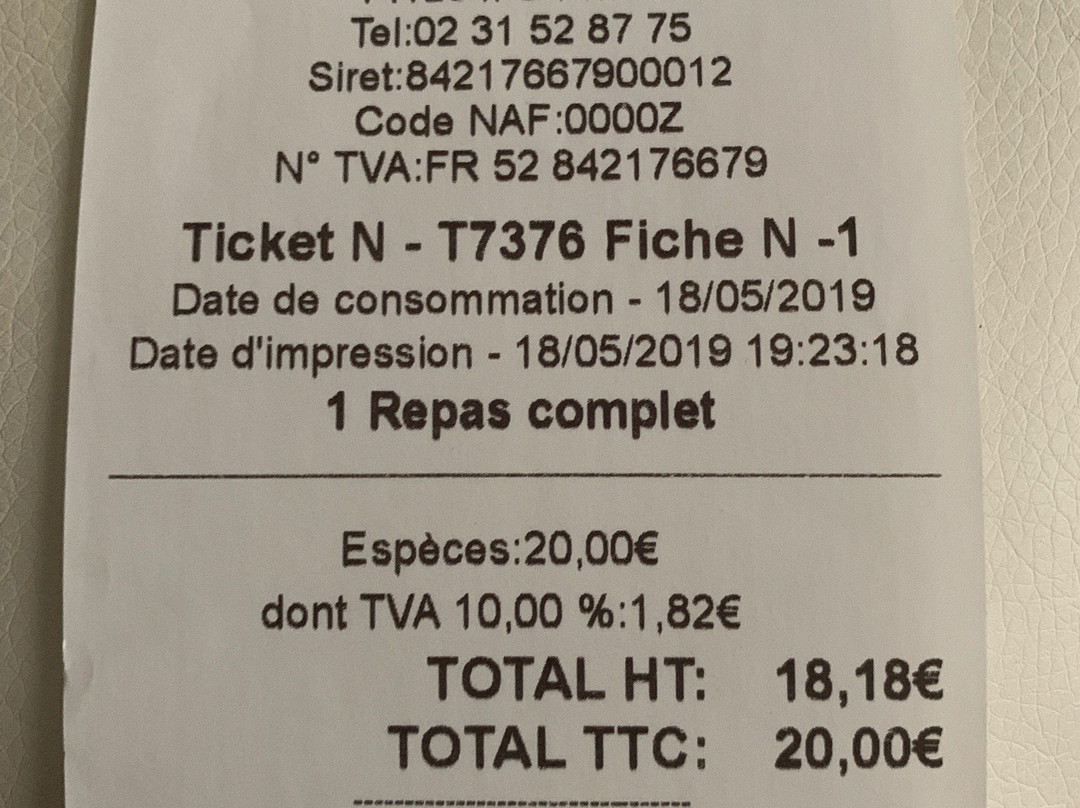 Tel:02 31 52 87 75
Siret:84217667900012
Code NAF:0000Z
N° TVA:FR 52 842176679
Ticket N - T7376 Fiche N -1
Date de consommation - 18/05/2019
Date d'impression - 18/05/2019 19:23:18
1 Repas complet
Espèces:20,00€
dont TVA 10,00 %:1,82€
TOTAL HT: 18,18€
TOTAL TTC: 20,00€